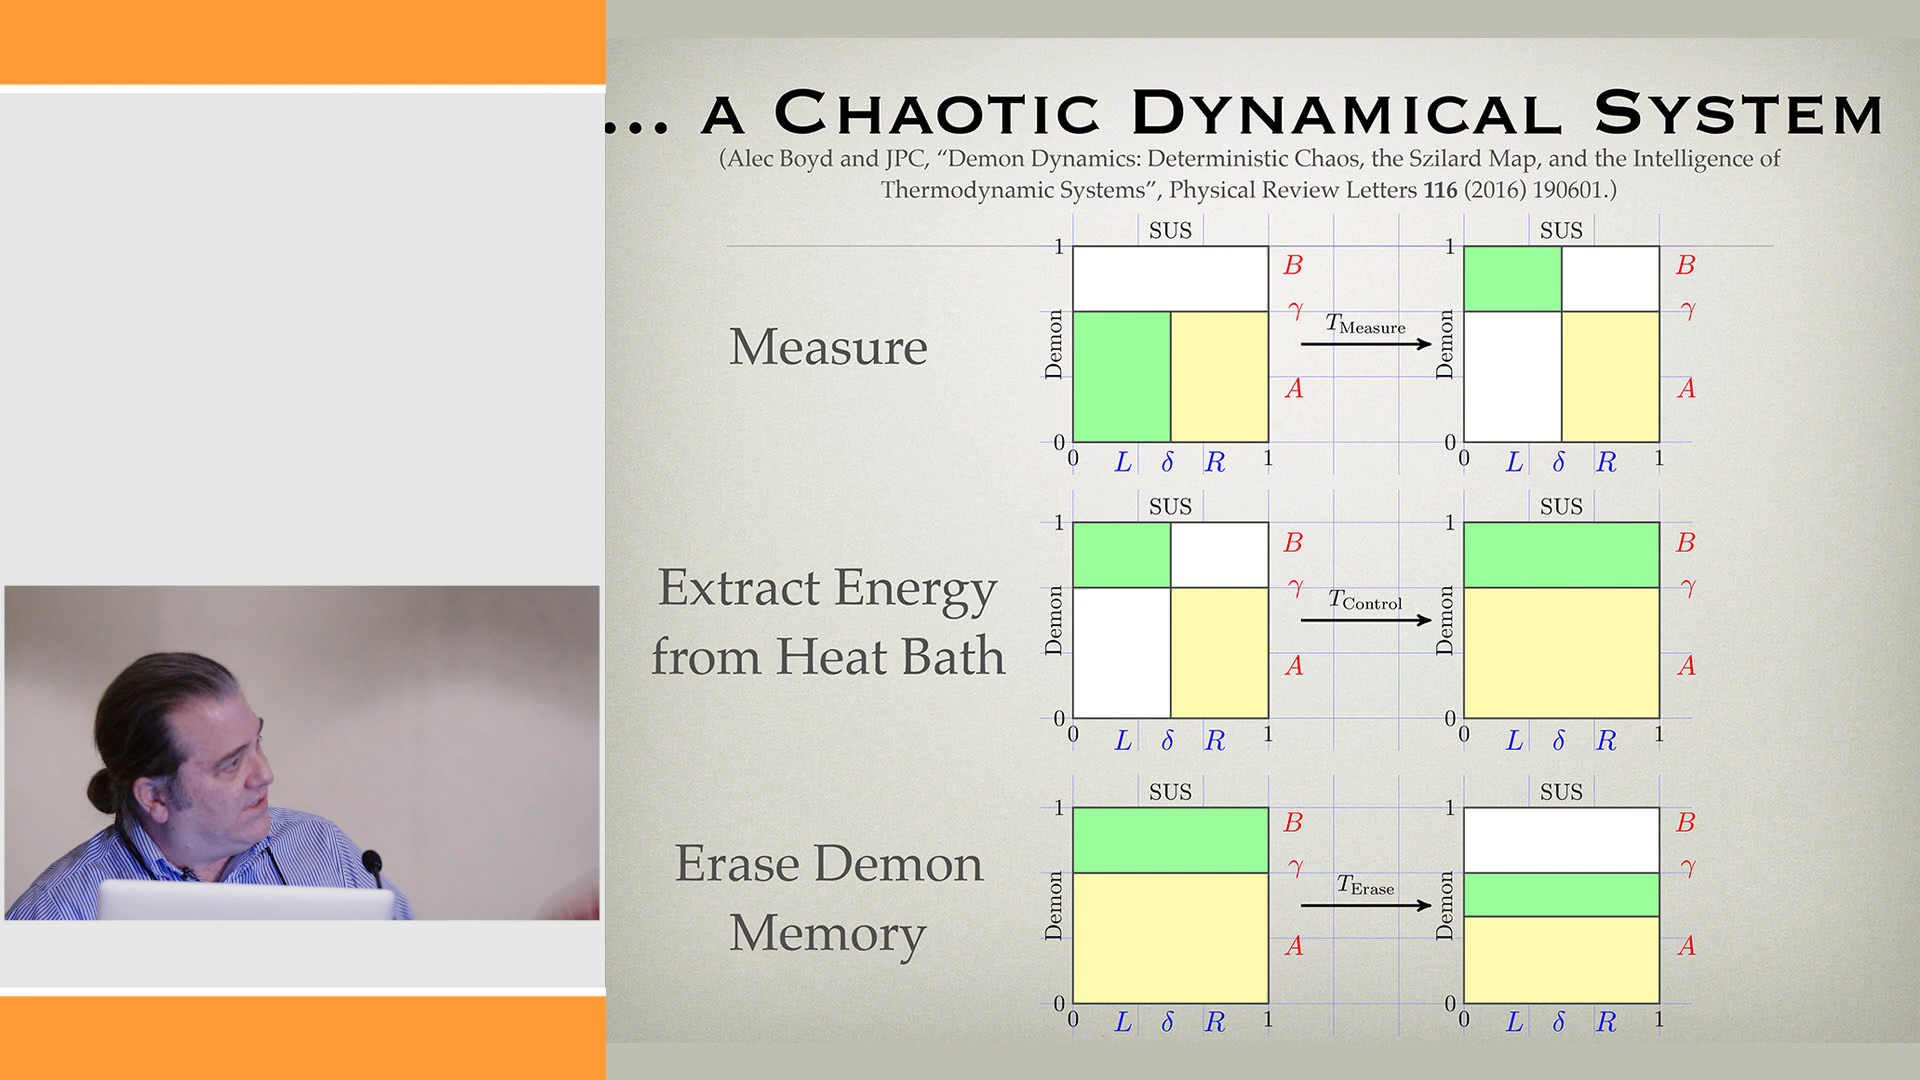 ... A CHAOTIC DYNAMICAL SYSTEM
(Alec Boyd and JPC, “Demon Dynamics: Deterministic Chaos, the Szilard Map, and the Intelligence of
Thermodynamic Systems”, Physical Review Letters 116 (2016) 190601.)
Measure
SUS
1
B
γ
Demon
A
0
0 L δ R 1
T Measure
SUS
1
B
γ
Demon
A
0
0 L δ R 1
Extract Energy
from Heat Bath
SUS
1
B
γ
Demon
A
0
0 L δ R 1
T Control
SUS
1
B
γ
Demon
A
0
0 L δ R 1
Erase Demon
Memory
SUS
1
B
γ
Demon
A
0
0 L δ R 1
T Erase
SUS
1
B
γ
Demon
A
0
0 L δ R 1